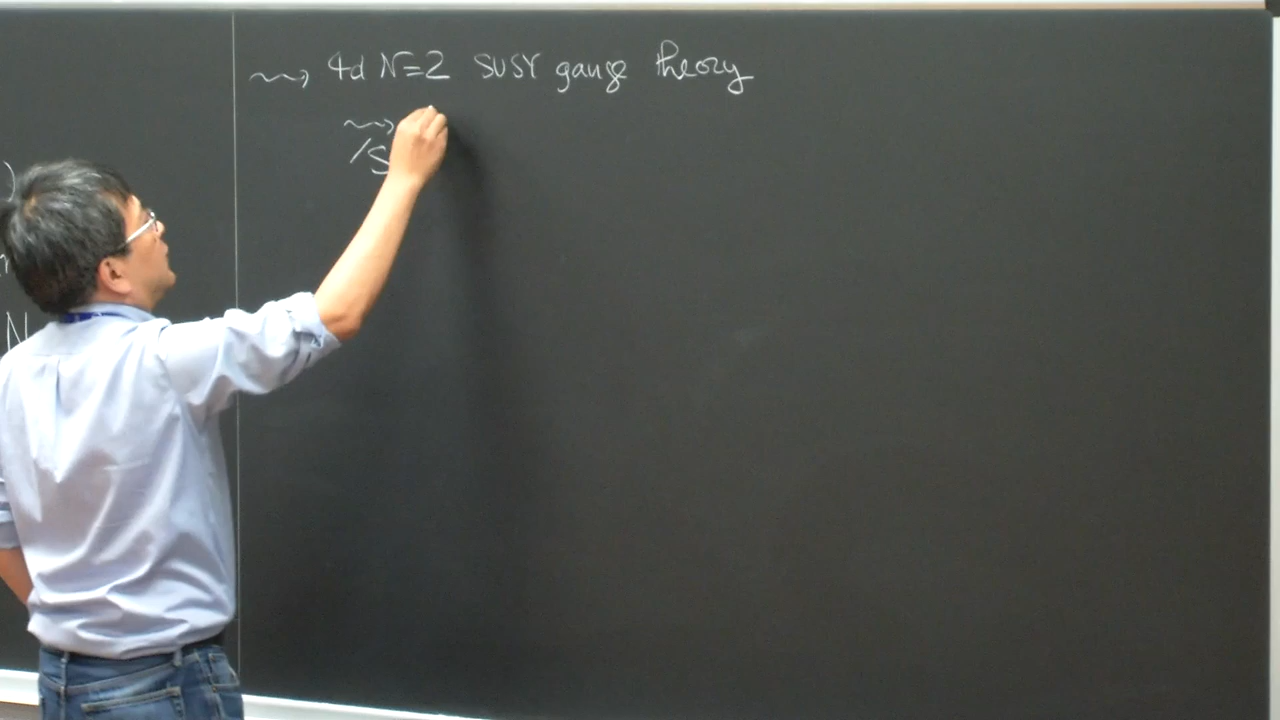 ⇝ 4d N=2 SUSY gauge theory
⇝
/S